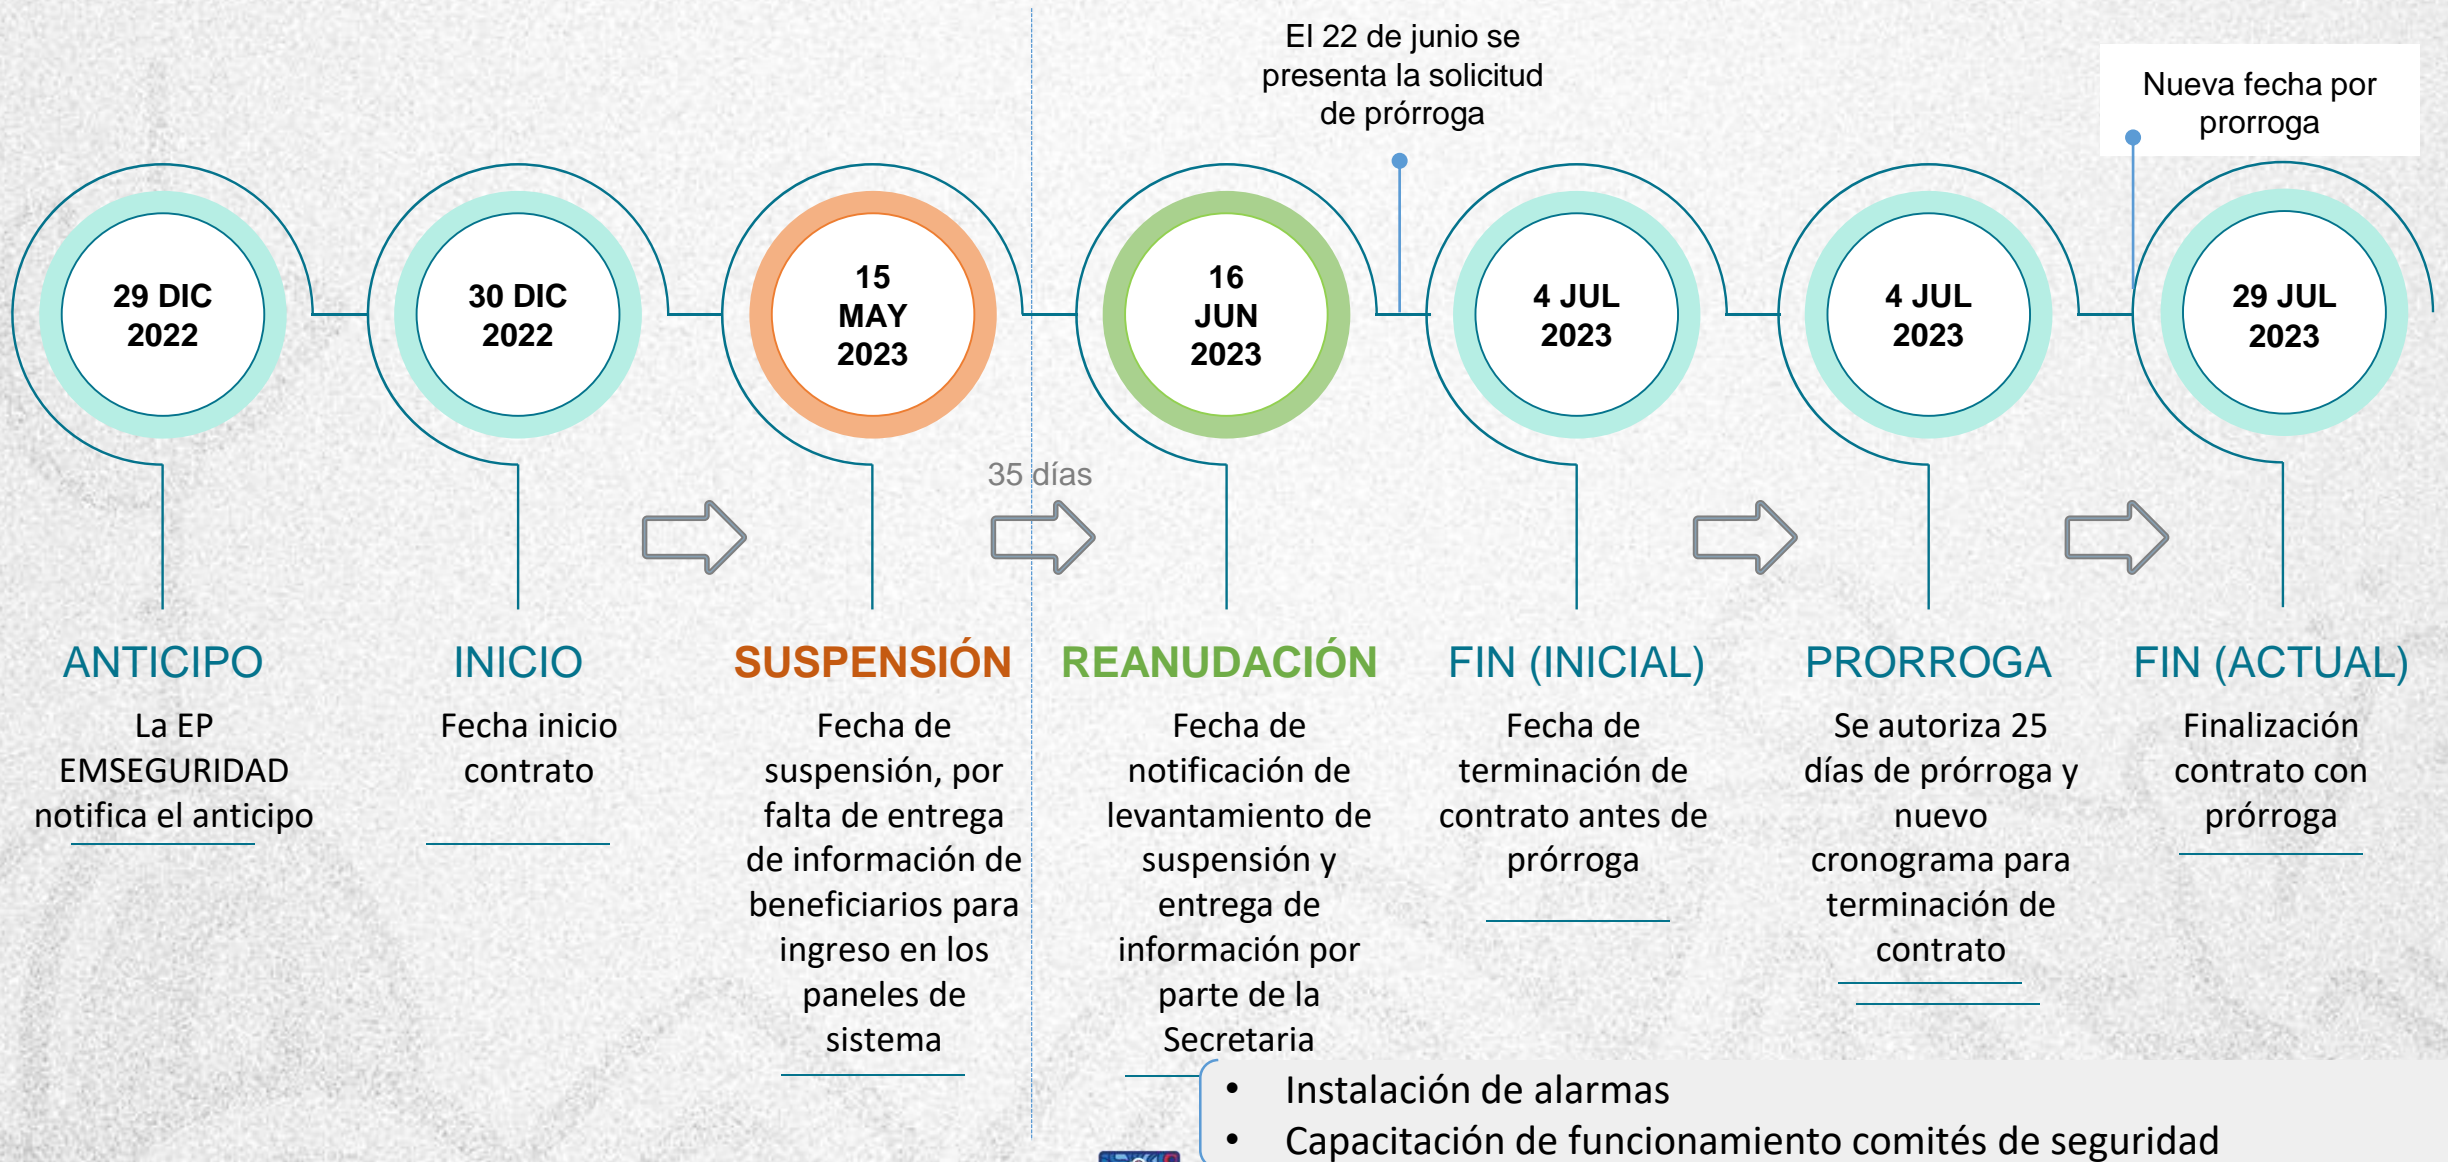 El 22 de junio se
presenta la solicitud
de prórroga
Nueva fecha por
prorroga
29 DIC
2022
30 DIC
2022
15
MAY
2023
16
JUN
2023
4 JUL
2023
4 JUL
2023
29 JUL
2023
35 días
ANTICIPO
La EP
EMSEGURIDAD
notifica el anticipo
INICIO
Fecha inicio
contrato
SUSPENSIÓN
Fecha de
suspensión, por
falta de entrega
de información de
beneficiarios para
ingreso en los
paneles de
sistema
REANUDACIÓN
Fecha de
notificación de
levantamiento de
suspensión y
entrega de
información por
parte de la
Secretaria
FIN (INICIAL)
Fecha de
terminación de
contrato antes de
prórroga
PRORROGA
Se autoriza 25
días de prórroga y
nuevo
cronograma para
terminación de
contrato
FIN (ACTUAL)
Finalización
contrato con
prórroga
• Instalación de alarmas
• Capacitación de funcionamiento comités de seguridad